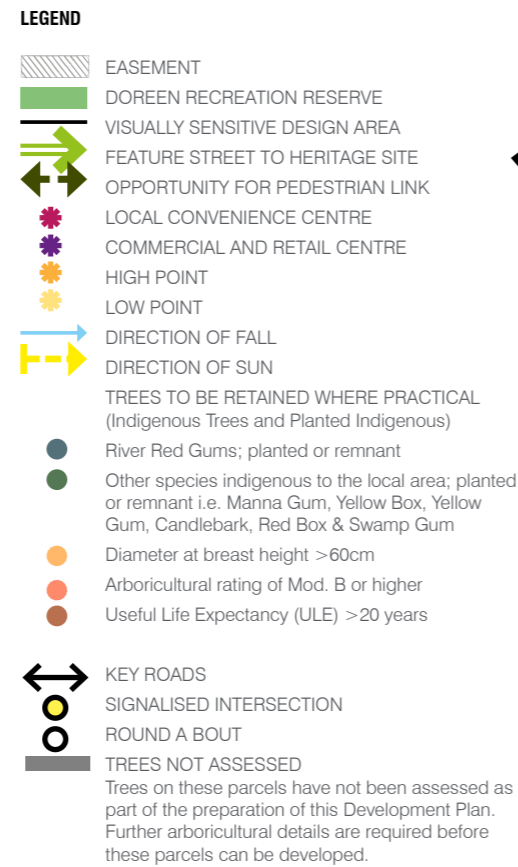 LEGEND
EASEMENT
DOREEN RECREATION RESERVE
VISUALLY SENSITIVE DESIGN AREA
FEATURE STREET TO HERITAGE SITE
OPPORTUNITY FOR PEDESTRIAN LINK
LOCAL CONVENIENCE CENTRE
COMMERCIAL AND RETAIL CENTRE
HIGH POINT
LOW POINT
DIRECTION OF FALL
DIRECTION OF SUN
TREES TO BE RETAINED WHERE PRACTICAL
(Indigenous Trees and Planted Indigenous)
River Red Gums; planted or remnant
Other species indigenous to the local area; planted
or remnant i.e. Manna Gum, Yellow Box, Yellow
Gum, Candlebark, Red Box & Swamp Gum
Diameter at breast height >60cm
Arboricultural rating of Mod. B or higher
Useful Life Expectancy (ULE) >20 years
KEY ROADS
SIGNALISED INTERSECTION
ROUND A BOUT
TREES NOT ASSESSED
Trees on these parcels have not been assessed as
part of the preparation of this Development Plan.
Further arboricultural details are required before
these parcels can be developed.